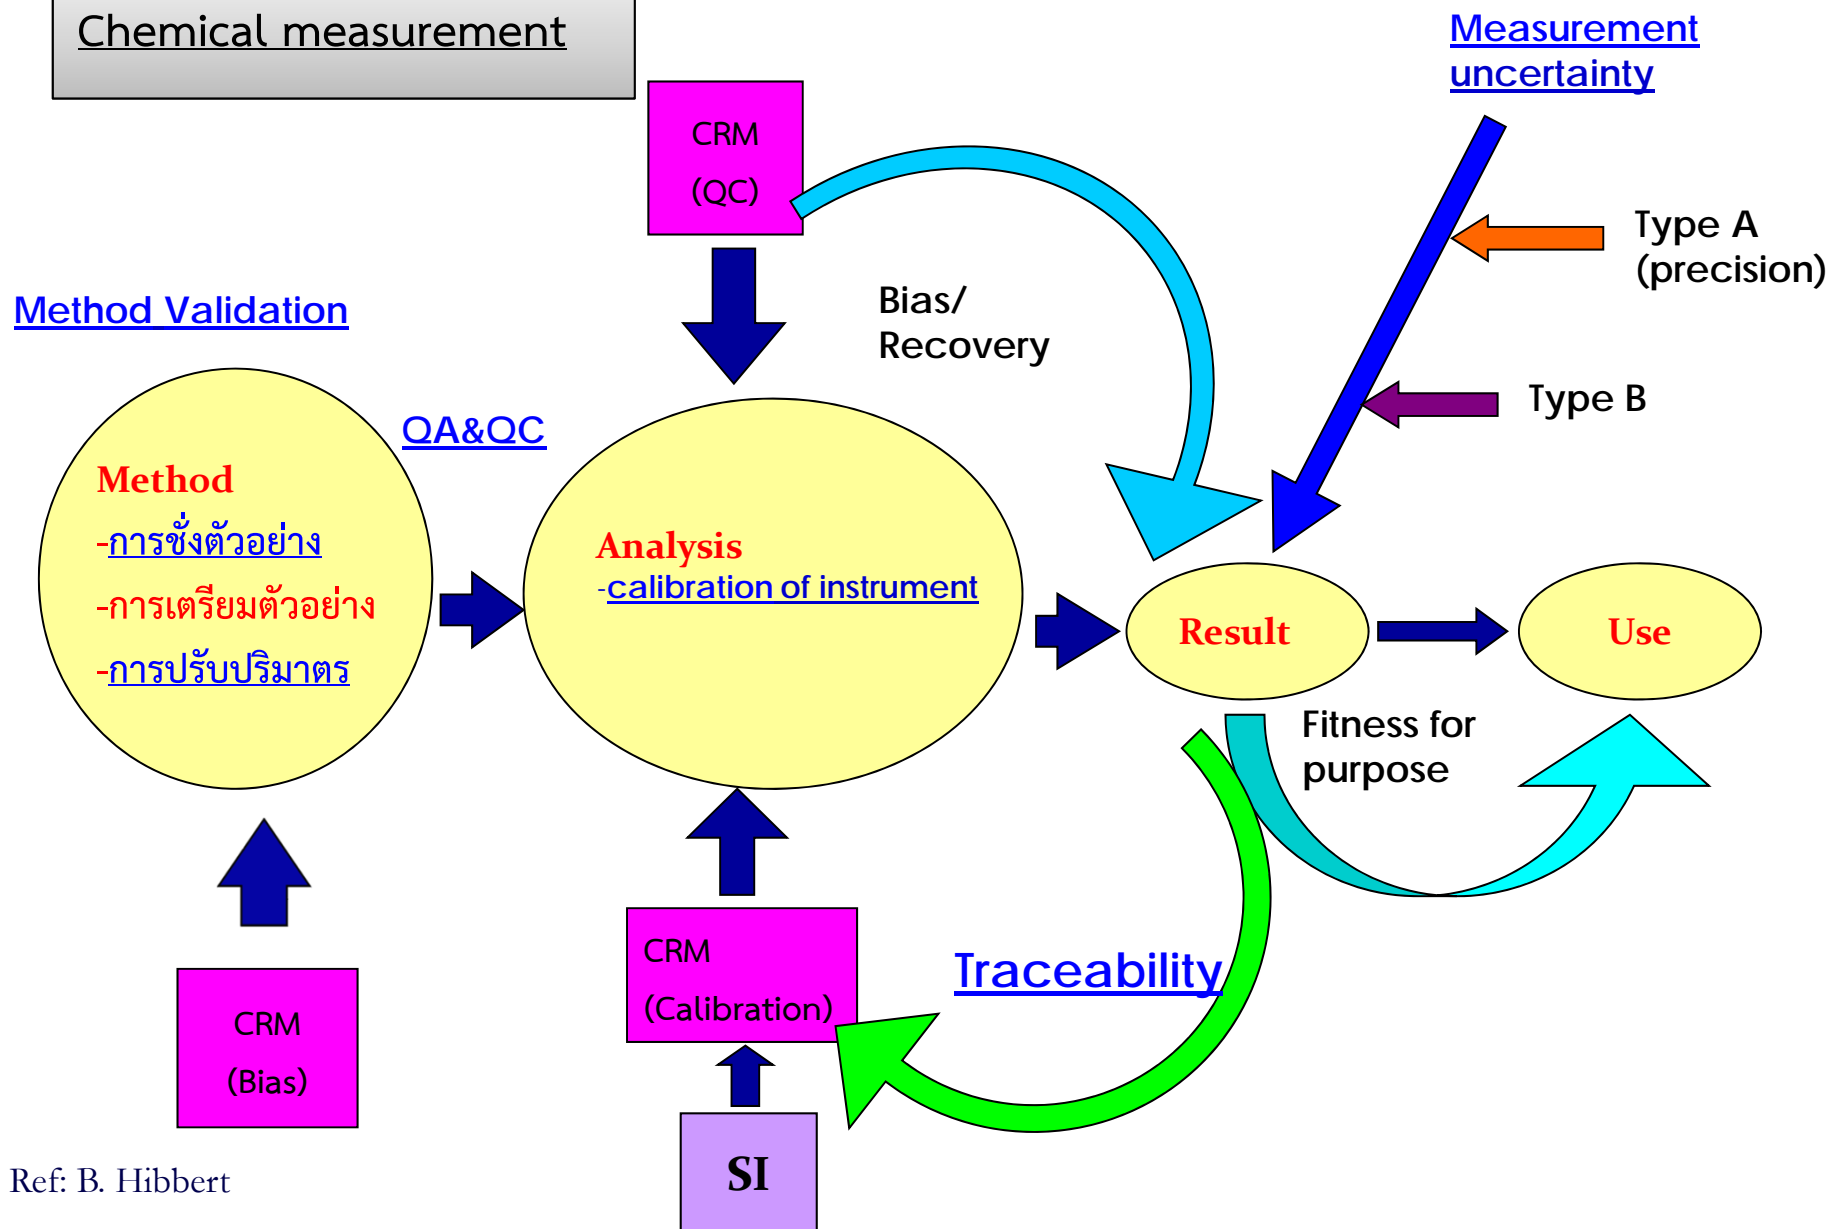 Chemical measurement
Measurement
uncertainty
CRM
(QC)
Type A
(precision)
Bias/
Recovery
Method Validation
Type B
QA&QC
Method
-การชั่งตัวอย่าง
-การเตรียมตัวอย่าง
-การปรับปริมาตร
Analysis
-calibration of instrument
Result
Use
Fitness for
purpose
CRM
(Calibration)
Traceability
CRM
(Bias)
SI
Ref: B. Hibbert